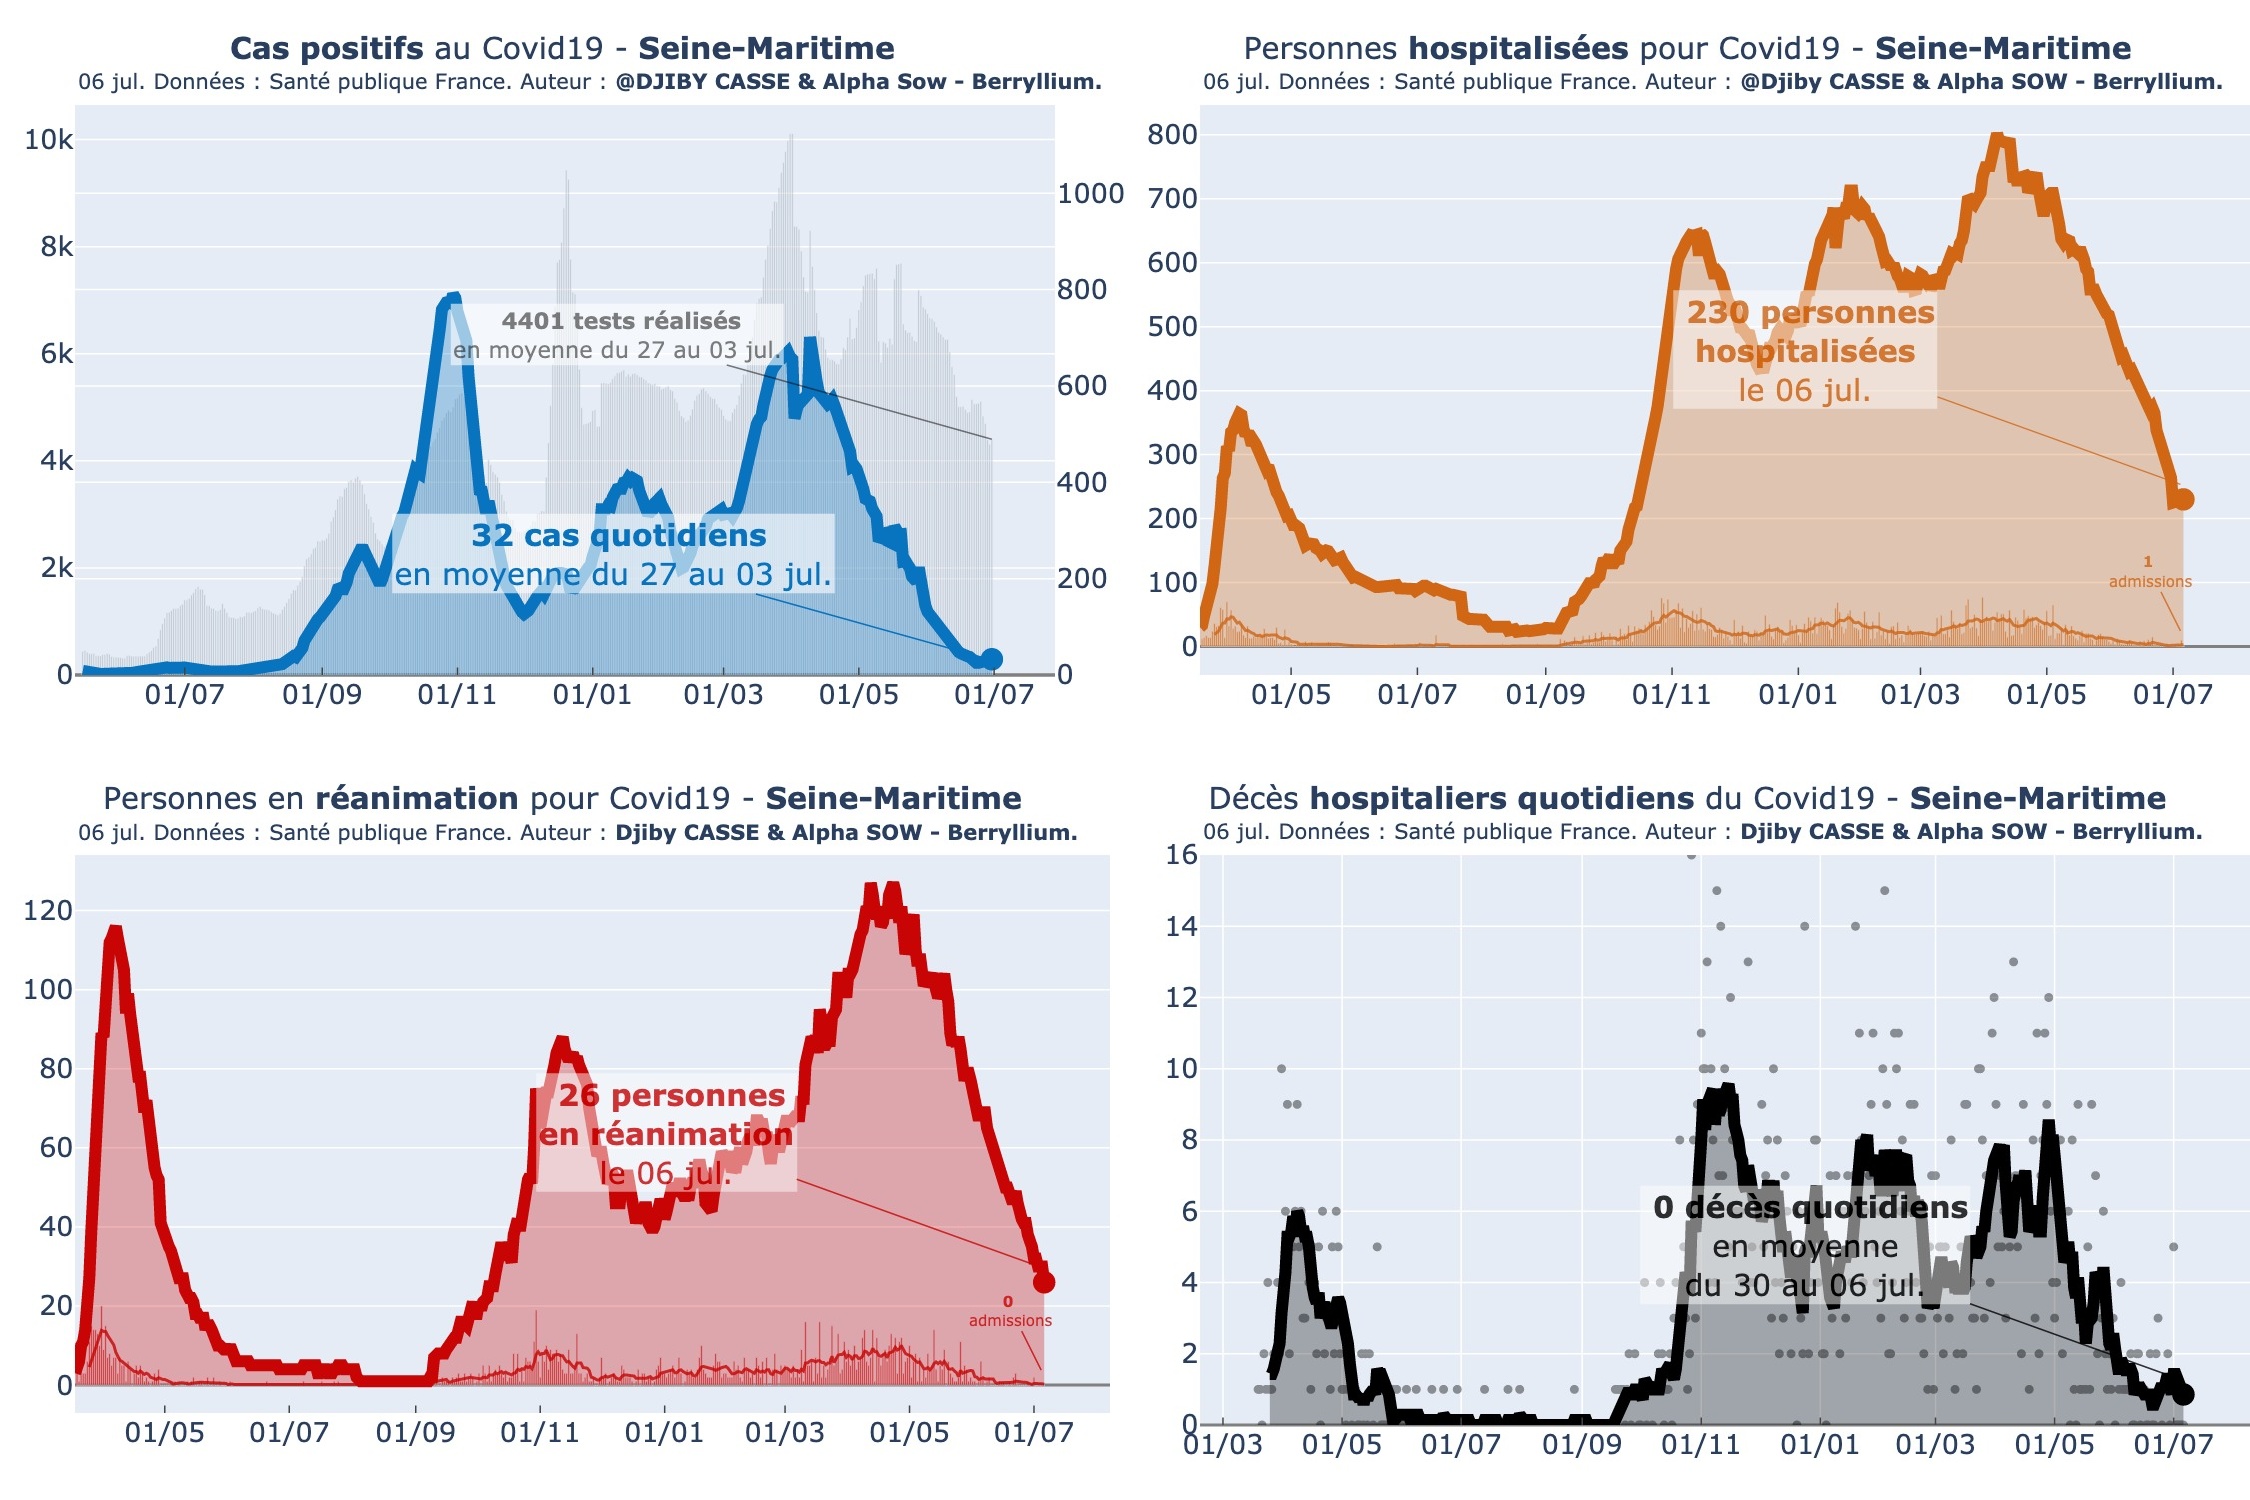 Cas positifs au Covid19 - Seine-Maritime
06 jul. Données : Santé publique France. Auteur : @DJIBY CASSE & Alpha Sow - Berryllium.
10k
8k
6k
4k
2k
0
1000
800
600
400
200
0
4401 tests réalisés
en moyenne du 27 au 03 jul.
32 cas quotidiens
en moyenne du 27 au 03 jul.
01/07 01/09 01/11 01/01 01/03 01/05 01/07
Personnes hospitalisées pour Covid19 - Seine-Maritime
06 jul. Données : Santé publique France. Auteur : @Djiby CASSE & Alpha SOW - Berryllium.
800
700
600
500
400
300
200
100
0
230 personnes
hospitalisées
le 06 jul.
1
admissions
01/05 01/07 01/09 01/11 01/01 01/03 01/05 01/07
Personnes en réanimation pour Covid19 - Seine-Maritime
06 jul. Données : Santé publique France. Auteur : Djiby CASSE & Alpha SOW - Berryllium.
120
100
80
60
40
20
0
26 personnes
en réanimation
le 06 jul.
0
admissions
01/05 01/07 01/09 01/11 01/01 01/03 01/05 01/07
Décès hospitaliers quotidiens du Covid19 - Seine-Maritime
06 jul. Données : Santé publique France. Auteur : Djiby CASSE & Alpha SOW - Berryllium.
16
14
12
10
8
6
4
2
0
0 décès quotidiens
en moyenne
du 30 au 06 jul.
01/03 01/05 01/07 01/09 01/11 01/01 01/03 01/05 01/07